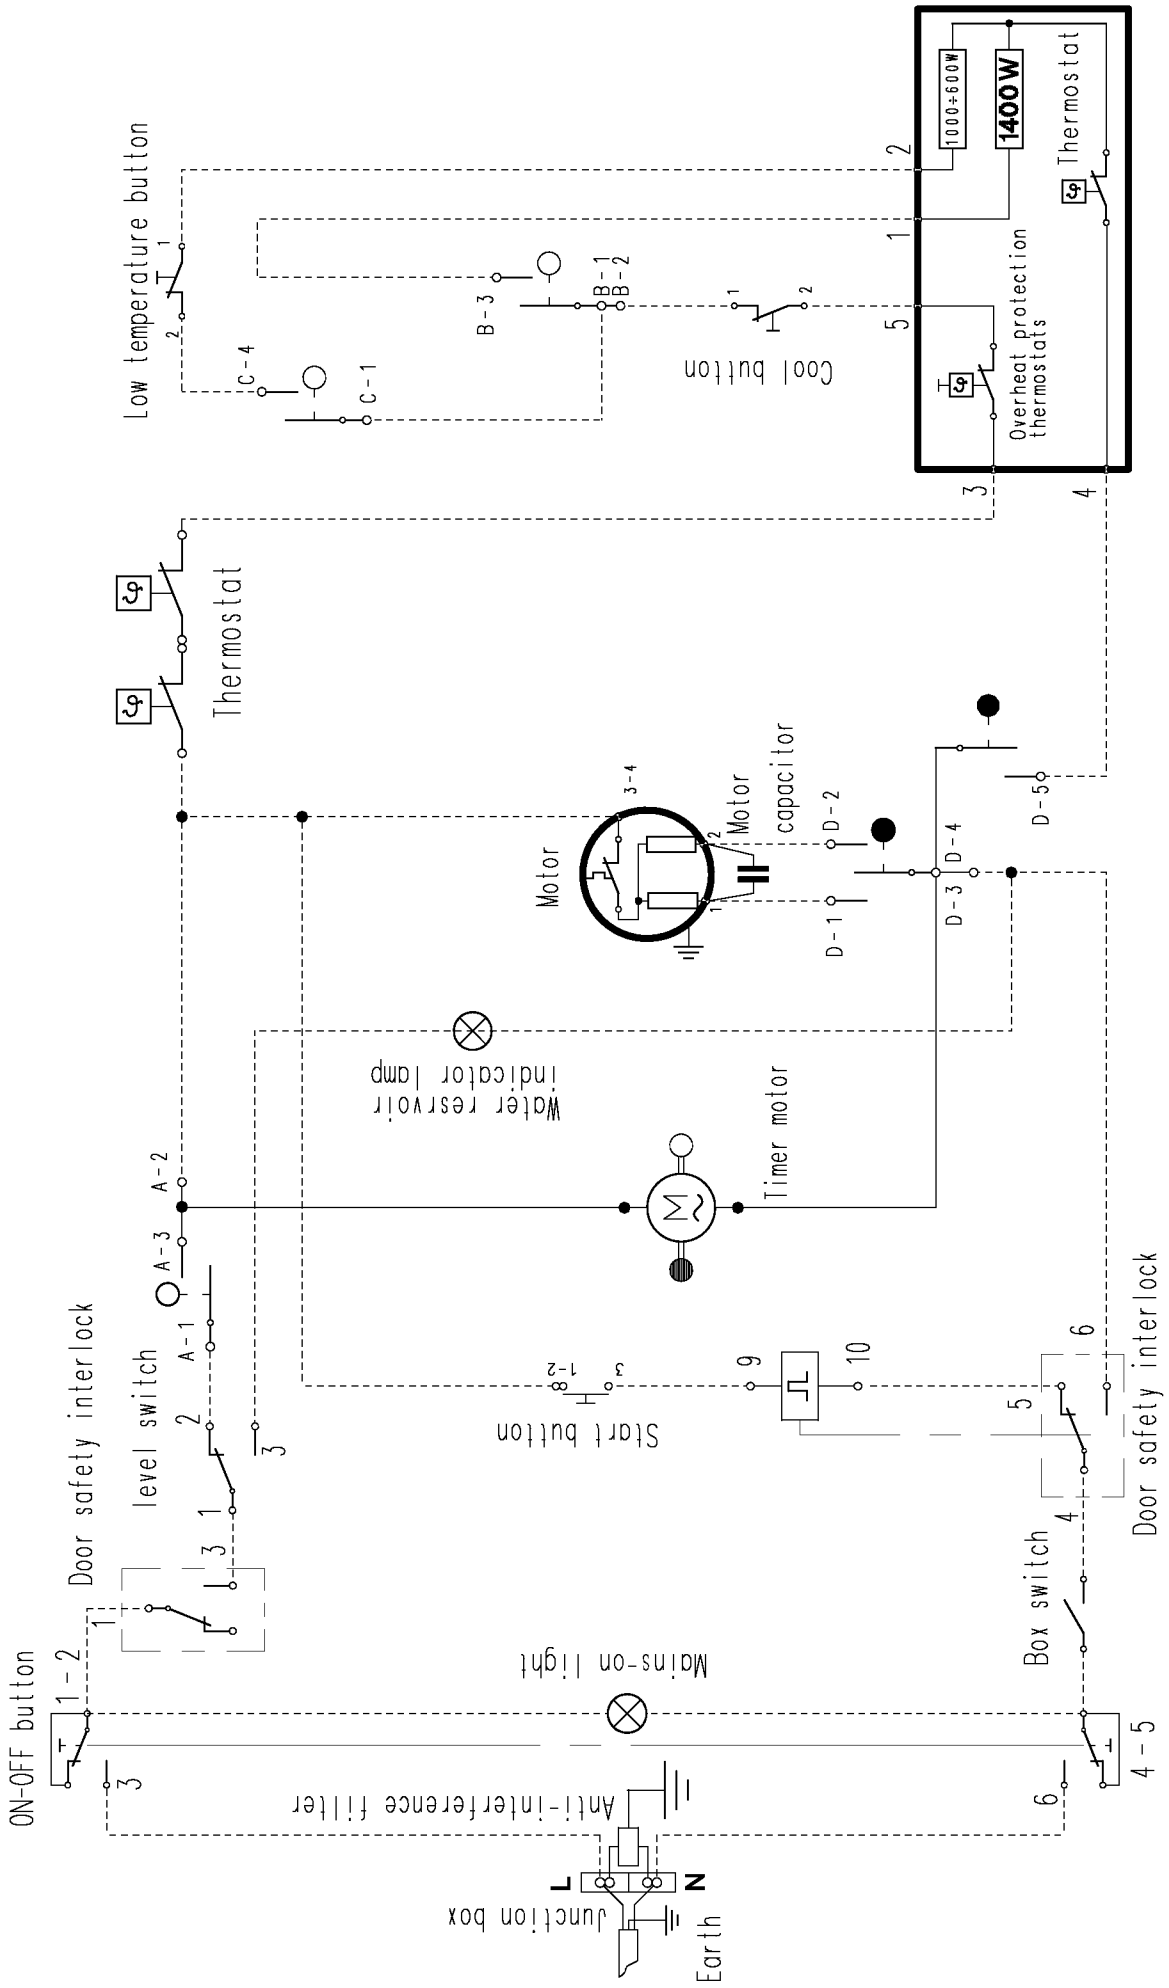 ON-OFF button
1-2
3
Door safety interlock
1
3
level switch
1
2
3
A-1
A-3
A-2
Thermostat
Low temperature button
2
1
C-4
C-1
B-3
B-1
B-2
Cool button
1
2
1000÷600W
1400W
Thermostat
Overheat protection
thermostats
2
1
5
3
4
Motor
3-4
1
2
Motor
capacitor
D-1
D-2
D-3
D-4
D-5
Water resrvoir
indicator lamp
M
Timer motor
Start button
1-2
3
9
10
Door safety interlock
5
6
4
Box switch
Mains-on light
4-5
6
Anti-interference filter
L
N
Junction box
Earth